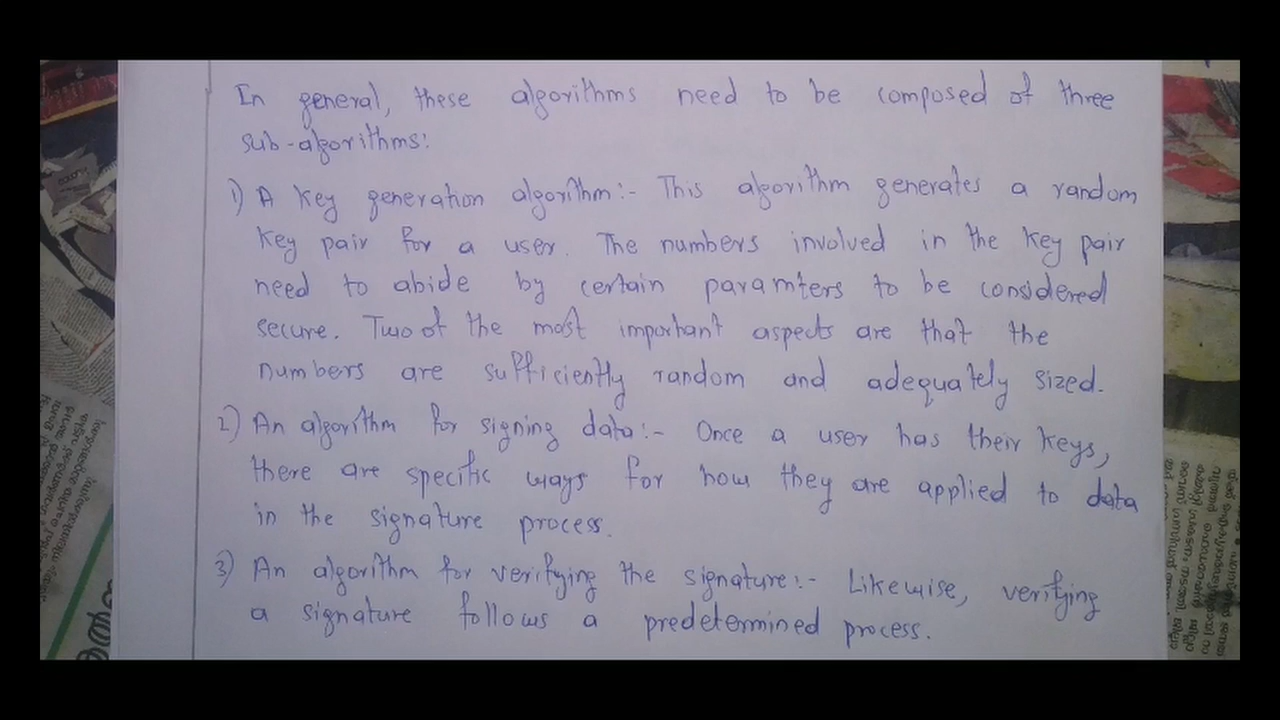 In general, these algorithms need to be composed of three
sub-algorithms:
1) A key generation algorithm:- This algorithm generates a random
key pair for a user. The numbers involved in the key pair
need to abide by certain paramters to be considered
secure. Two of the most important aspects are that the
numbers are sufficiently random and adequately sized.
2) An algorithm for signing data:- Once a user has their keys,
there are specific ways for how they are applied to data
in the signature process.
3) An algorithm for verifying the signature:- Likewise, verifying
a signature follows a predetermined process.